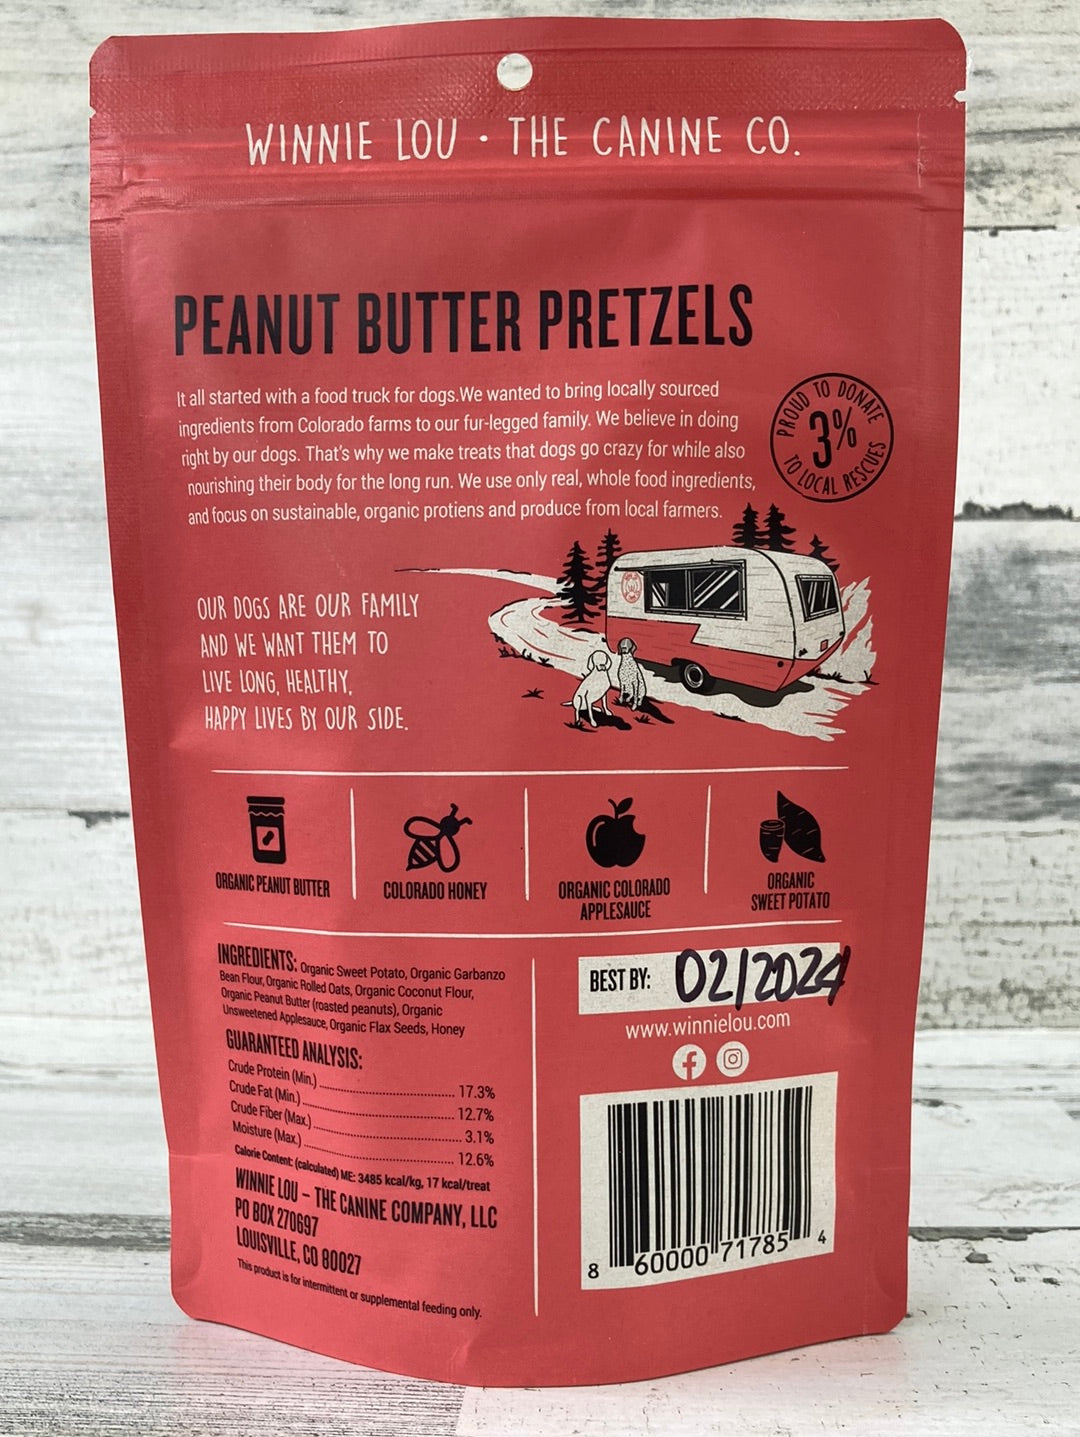 WINNIE LOU · THE CANINE CO.
PEANUT BUTTER PRETZELS
It all started with a food truck for dogs.We wanted to bring locally sourced
ingredients from Colorado farms to our fur-legged family. We believe in doing
right by our dogs. That's why we make treats that dogs go crazy for while also
nourishing their body for the long run. We use only real, whole food ingredients,
and focus on sustainable, organic protiens and produce from local farmers.
PROUD TO DONATE
3%
TO LOCAL RESCUES
OUR DOGS ARE OUR FAMILY
AND WE WANT THEM TO
LIVE LONG, HEALTHY,
HAPPY LIVES BY OUR SIDE.
ORGANIC PEANUT BUTTER
COLORADO HONEY
ORGANIC COLORADO
APPLESAUCE
ORGANIC
SWEET POTATO
INGREDIENTS: Organic Sweet Potato, Organic Garbanzo
Bean Flour, Organic Rolled Oats, Organic Coconut Flour,
Organic Peanut Butter (roasted peanuts), Organic
Unsweetened Applesauce, Organic Flax Seeds, Honey
GUARANTEED ANALYSIS:
Crude Protein (Min.) 17.3%
Crude Fat (Min.) 12.7%
Crude Fiber (Max.) 3.1%
Moisture (Max.) 12.6%
Calorie Content: (calculated) ME: 3485 kcal/kg, 17 kcal/treat
WINNIE LOU – THE CANINE COMPANY, LLC
PO BOX 270697
LOUISVILLE, CO 80027
This product is for intermittent or supplemental feeding only.
BEST BY: 02/2024
www.winnielou.com
8 60000 71785 4